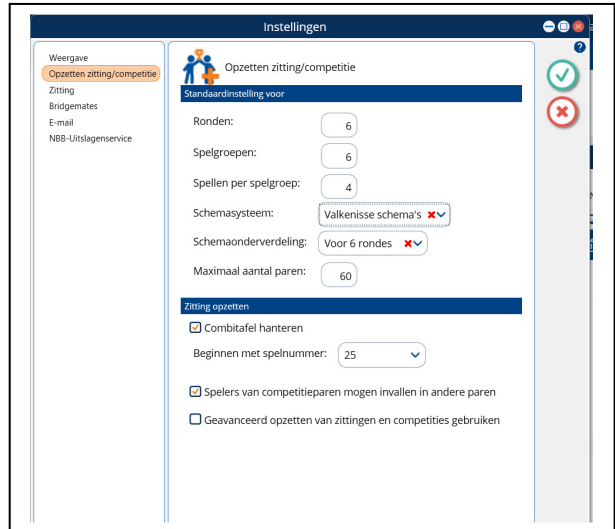 Instellingen
Weergave
Opzetten zitting/competitie
Zitting
Bridgemates
E-mail
NBB-Uitslagenservice
Opzetten zitting/competitie
Standaardinstelling voor
Ronden: 6
Spelgroepen: 6
Spellen per spelgroep: 4
Schemasysteem: Valkenisse schema's
Schemaonderverdeling: Voor 6 rondes
Maximaal aantal paren: 60
Zitting opzetten
Combitafel hanteren
Beginnen met spelnummer: 25
Spelers van competitieparen mogen invallen in andere paren
Geavanceerd opzetten van zittingen en competities gebruiken
?